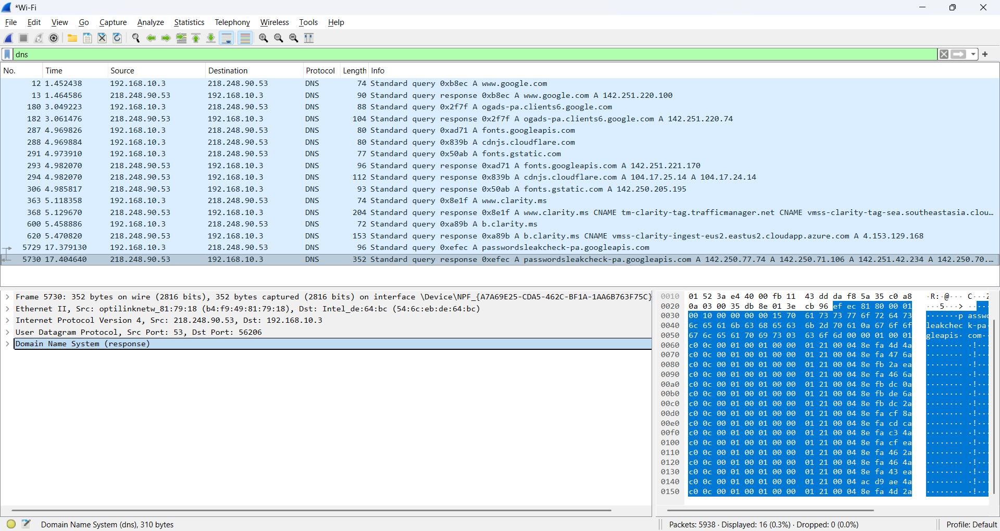 *Wi-Fi
File Edit View Go Capture Analyze Statistics Telephony Wireless Tools Help
dns
No. Time Source Destination Protocol Length Info
12 1.452438 192.168.10.3 218.248.90.53 DNS 74 Standard query 0xb8ec A www.google.com
13 1.464586 218.248.90.53 192.168.10.3 DNS 90 Standard query response 0xb8ec A www.google.com A 142.251.220.100
180 3.049223 192.168.10.3 218.248.90.53 DNS 88 Standard query 0x2f7f A ogads-pa.clients6.google.com
182 3.061476 218.248.90.53 192.168.10.3 DNS 104 Standard query response 0x2f7f A ogads-pa.clients6.google.com A 142.251.220.74
287 4.969826 192.168.10.3 218.248.90.53 DNS 80 Standard query 0xad71 A fonts.googleapis.com
288 4.969884 192.168.10.3 218.248.90.53 DNS 80 Standard query 0x839b A cdnjs.cloudflare.com
291 4.973910 192.168.10.3 218.248.90.53 DNS 77 Standard query 0x50ab A fonts.gstatic.com
293 4.982070 218.248.90.53 192.168.10.3 DNS 96 Standard query response 0xad71 A fonts.googleapis.com A 142.251.221.170
294 4.982070 218.248.90.53 192.168.10.3 DNS 112 Standard query response 0x839b A cdnjs.cloudflare.com A 104.17.25.14 A 104.17.24.14
306 4.985817 218.248.90.53 192.168.10.3 DNS 93 Standard query response 0x50ab A fonts.gstatic.com A 142.250.205.195
363 5.118358 192.168.10.3 218.248.90.53 DNS 74 Standard query 0x8e1f A www.clarity.ms
368 5.129670 218.248.90.53 192.168.10.3 DNS 204 Standard query response 0x8e1f A www.clarity.ms CNAME tm-clarity-tag.trafficmanager.net CNAME vmss-clarity-tag-sea.southeastasia.clou…
600 5.458886 192.168.10.3 218.248.90.53 DNS 72 Standard query 0xa89b A b.clarity.ms
620 5.470820 218.248.90.53 192.168.10.3 DNS 153 Standard query response 0xa89b A b.clarity.ms CNAME vmss-clarity-ingest-eus2.eastus2.cloudapp.azure.com A 4.153.129.168
5729 17.379130 192.168.10.3 218.248.90.53 DNS 96 Standard query 0xefec A passwordsleakcheck-pa.googleapis.com
5730 17.404640 218.248.90.53 192.168.10.3 DNS 352 Standard query response 0xefec A passwordsleakcheck-pa.googleapis.com A 142.250.77.74 A 142.250.71.106 A 142.251.42.234 A 142.250.70.…
Frame 5730: 352 bytes on wire (2816 bits), 352 bytes captured (2816 bits) on interface \Device\NPF_{A7A69E25-CDA5-462C-BF1A-1AA6B763F75C}
Ethernet II, Src: optilinknetw_81:79:18 (b4:f9:49:81:79:18), Dst: Intel_de:64:bc (54:6c:eb:de:64:bc)
Internet Protocol Version 4, Src: 218.248.90.53, Dst: 192.168.10.3
User Datagram Protocol, Src Port: 53, Dst Port: 56206
Domain Name System (response)
0010 01 52 3a e4 40 00 fb 11 43 dd da f8 5a 35 c0 a8 ·R:·@··· C···Z
0020 0a 03 00 35 db 8e 01 3e cb 96 ef ec 81 80 00 01 ···5···> ·····
0030 00 10 00 00 00 00 15 70 61 73 73 77 6f 72 64 73 ·······p asswo
0040 6c 65 61 6b 63 68 65 63 6b 2d 70 61 0a 67 6f 6f leakchec k-pa·
0050 67 6c 65 61 70 69 73 03 63 6f 6d 00 00 01 00 01 gleapis· com··
0060 c0 0c 00 01 00 01 00 00 01 21 00 04 8e fa 4d 4a ········ ·!···
0070 c0 0c 00 01 00 01 00 00 01 21 00 04 8e fa 47 6a ········ ·!···
0080 c0 0c 00 01 00 01 00 00 01 21 00 04 8e fb 2a ea ········ ·!···
0090 c0 0c 00 01 00 01 00 00 01 21 00 04 8e fa 46 6a ········ ·!···
00a0 c0 0c 00 01 00 01 00 00 01 21 00 04 8e fb dc 0a ········ ·!···
00b0 c0 0c 00 01 00 01 00 00 01 21 00 04 8e fb de 6a ········ ·!···
00c0 c0 0c 00 01 00 01 00 00 01 21 00 04 8e fb dc 2a ········ ·!···
00d0 c0 0c 00 01 00 01 00 00 01 21 00 04 8e fa cf 8a ········ ·!···
00e0 c0 0c 00 01 00 01 00 00 01 21 00 04 8e fa cd ca ········ ·!···
00f0 c0 0c 00 01 00 01 00 00 01 21 00 04 8e fa c3 4a ········ ·!···
0100 c0 0c 00 01 00 01 00 00 01 21 00 04 8e fa cf ea ········ ·!···
0110 c0 0c 00 01 00 01 00 00 01 21 00 04 8e fa 46 2a ········ ·!···
0120 c0 0c 00 01 00 01 00 00 01 21 00 04 8e fa 46 4a ········ ·!···
0130 c0 0c 00 01 00 01 00 00 01 21 00 04 8e fa 43 ea ········ ·!···
0140 c0 0c 00 01 00 01 00 00 01 21 00 04 ac d9 ae 4a ········ ·!···
0150 c0 0c 00 01 00 01 00 00 01 21 00 04 8e fa 4d 2a ········ ·!···
Domain Name System (dns), 310 bytes
Packets: 5938 · Displayed: 16 (0.3%) · Dropped: 0 (0.0%)
Profile: Default